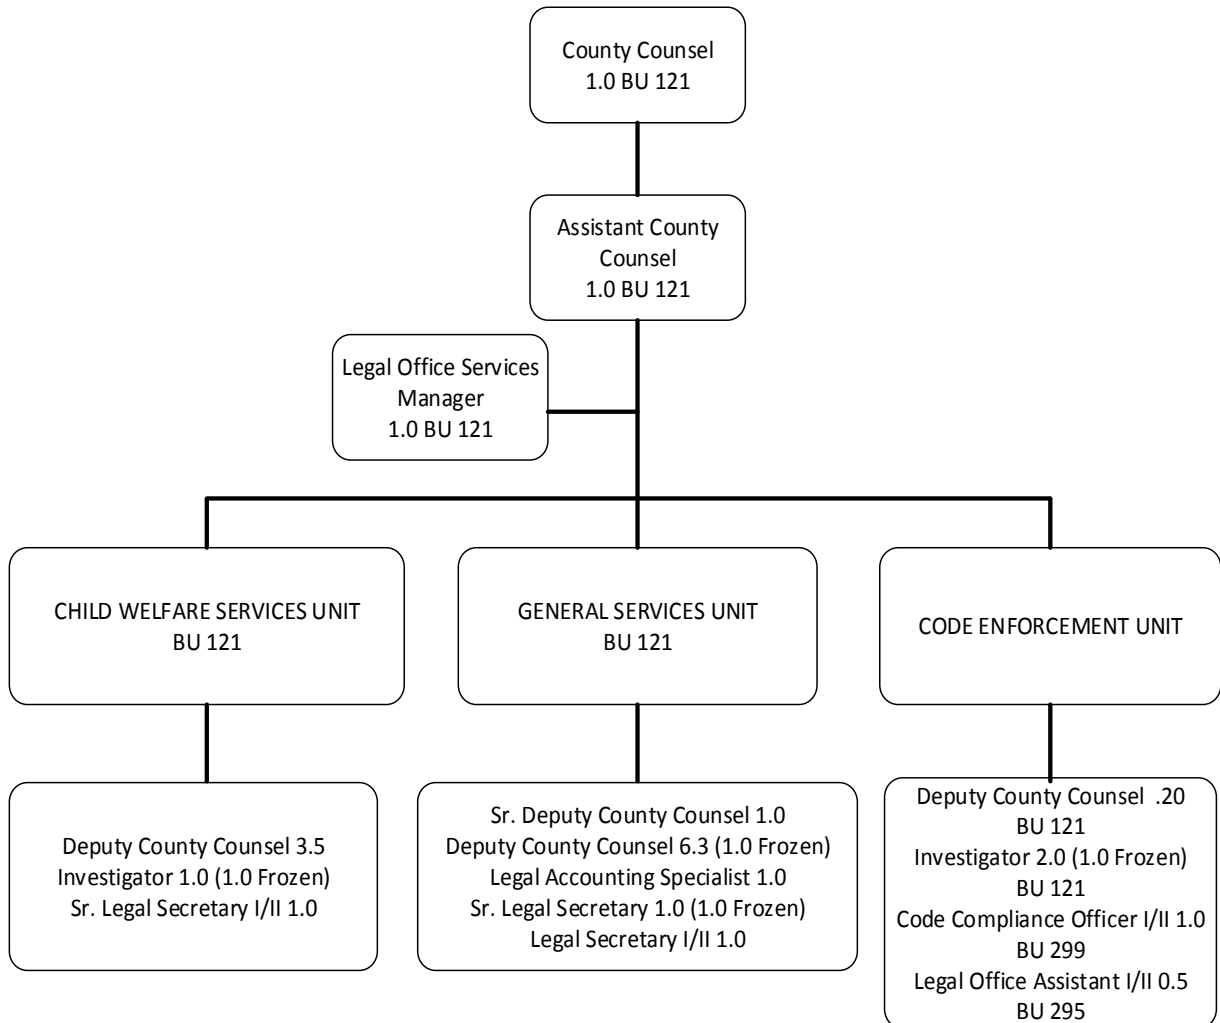 County Counsel
1.0 BU 121
Assistant County
Counsel
1.0 BU 121
Legal Office Services
Manager
1.0 BU 121
CHILD WELFARE SERVICES UNIT
BU 121
GENERAL SERVICES UNIT
BU 121
CODE ENFORCEMENT UNIT
Deputy County Counsel 3.5
Investigator 1.0 (1.0 Frozen)
Sr. Legal Secretary I/II 1.0
Sr. Deputy County Counsel 1.0
Deputy County Counsel 6.3 (1.0 Frozen)
Legal Accounting Specialist 1.0
Sr. Legal Secretary 1.0 (1.0 Frozen)
Legal Secretary I/II 1.0
Deputy County Counsel .20
BU 121
Investigator 2.0 (1.0 Frozen)
BU 121
Code Compliance Officer I/II 1.0
BU 299
Legal Office Assistant I/II 0.5
BU 295